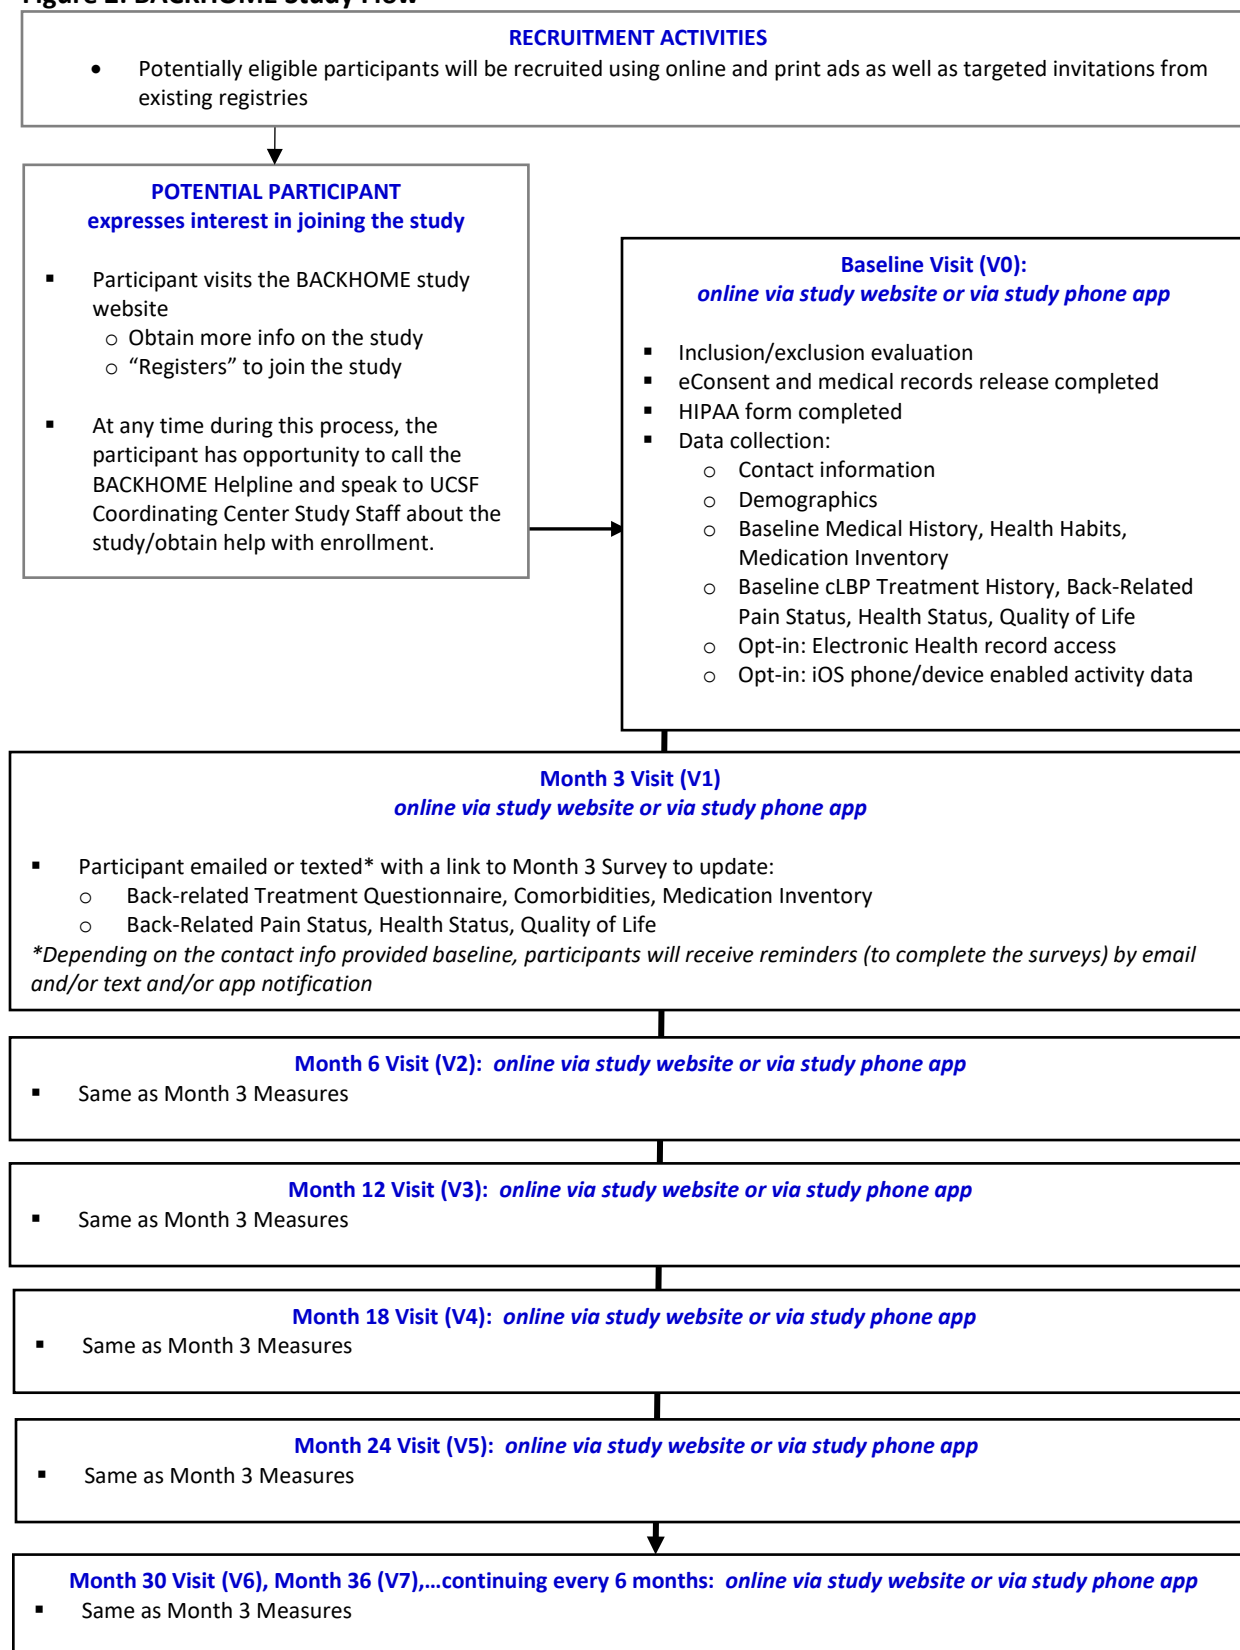 Figure 2. BACKHOME Study Flow
RECRUITMENT ACTIVITIES
• Potentially eligible participants will be recruited using online and print ads as well as targeted invitations from
existing registries
POTENTIAL PARTICIPANT
expresses interest in joining the study
▪ Participant visits the BACKHOME study
website
o Obtain more info on the study
o “Registers” to join the study
▪ At any time during this process, the
participant has opportunity to call the
BACKHOME Helpline and speak to UCSF
Coordinating Center Study Staff about the
study/obtain help with enrollment.
Baseline Visit (V0):
online via study website or via study phone app
▪ Inclusion/exclusion evaluation
▪ eConsent and medical records release completed
▪ HIPAA form completed
▪ Data collection:
o Contact information
o Demographics
o Baseline Medical History, Health Habits,
Medication Inventory
o Baseline cLBP Treatment History, Back-Related
Pain Status, Health Status, Quality of Life
o Opt-in: Electronic Health record access
o Opt-in: iOS phone/device enabled activity data
Month 3 Visit (V1)
online via study website or via study phone app
▪ Participant emailed or texted* with a link to Month 3 Survey to update:
o Back-related Treatment Questionnaire, Comorbidities, Medication Inventory
o Back-Related Pain Status, Health Status, Quality of Life
*Depending on the contact info provided baseline, participants will receive reminders (to complete the surveys) by email
and/or text and/or app notification
Month 6 Visit (V2): online via study website or via study phone app
▪ Same as Month 3 Measures
Month 12 Visit (V3): online via study website or via study phone app
▪ Same as Month 3 Measures
Month 18 Visit (V4): online via study website or via study phone app
▪ Same as Month 3 Measures
Month 24 Visit (V5): online via study website or via study phone app
▪ Same as Month 3 Measures
Month 30 Visit (V6), Month 36 (V7),...continuing every 6 months: online via study website or via study phone app
▪ Same as Month 3 Measures